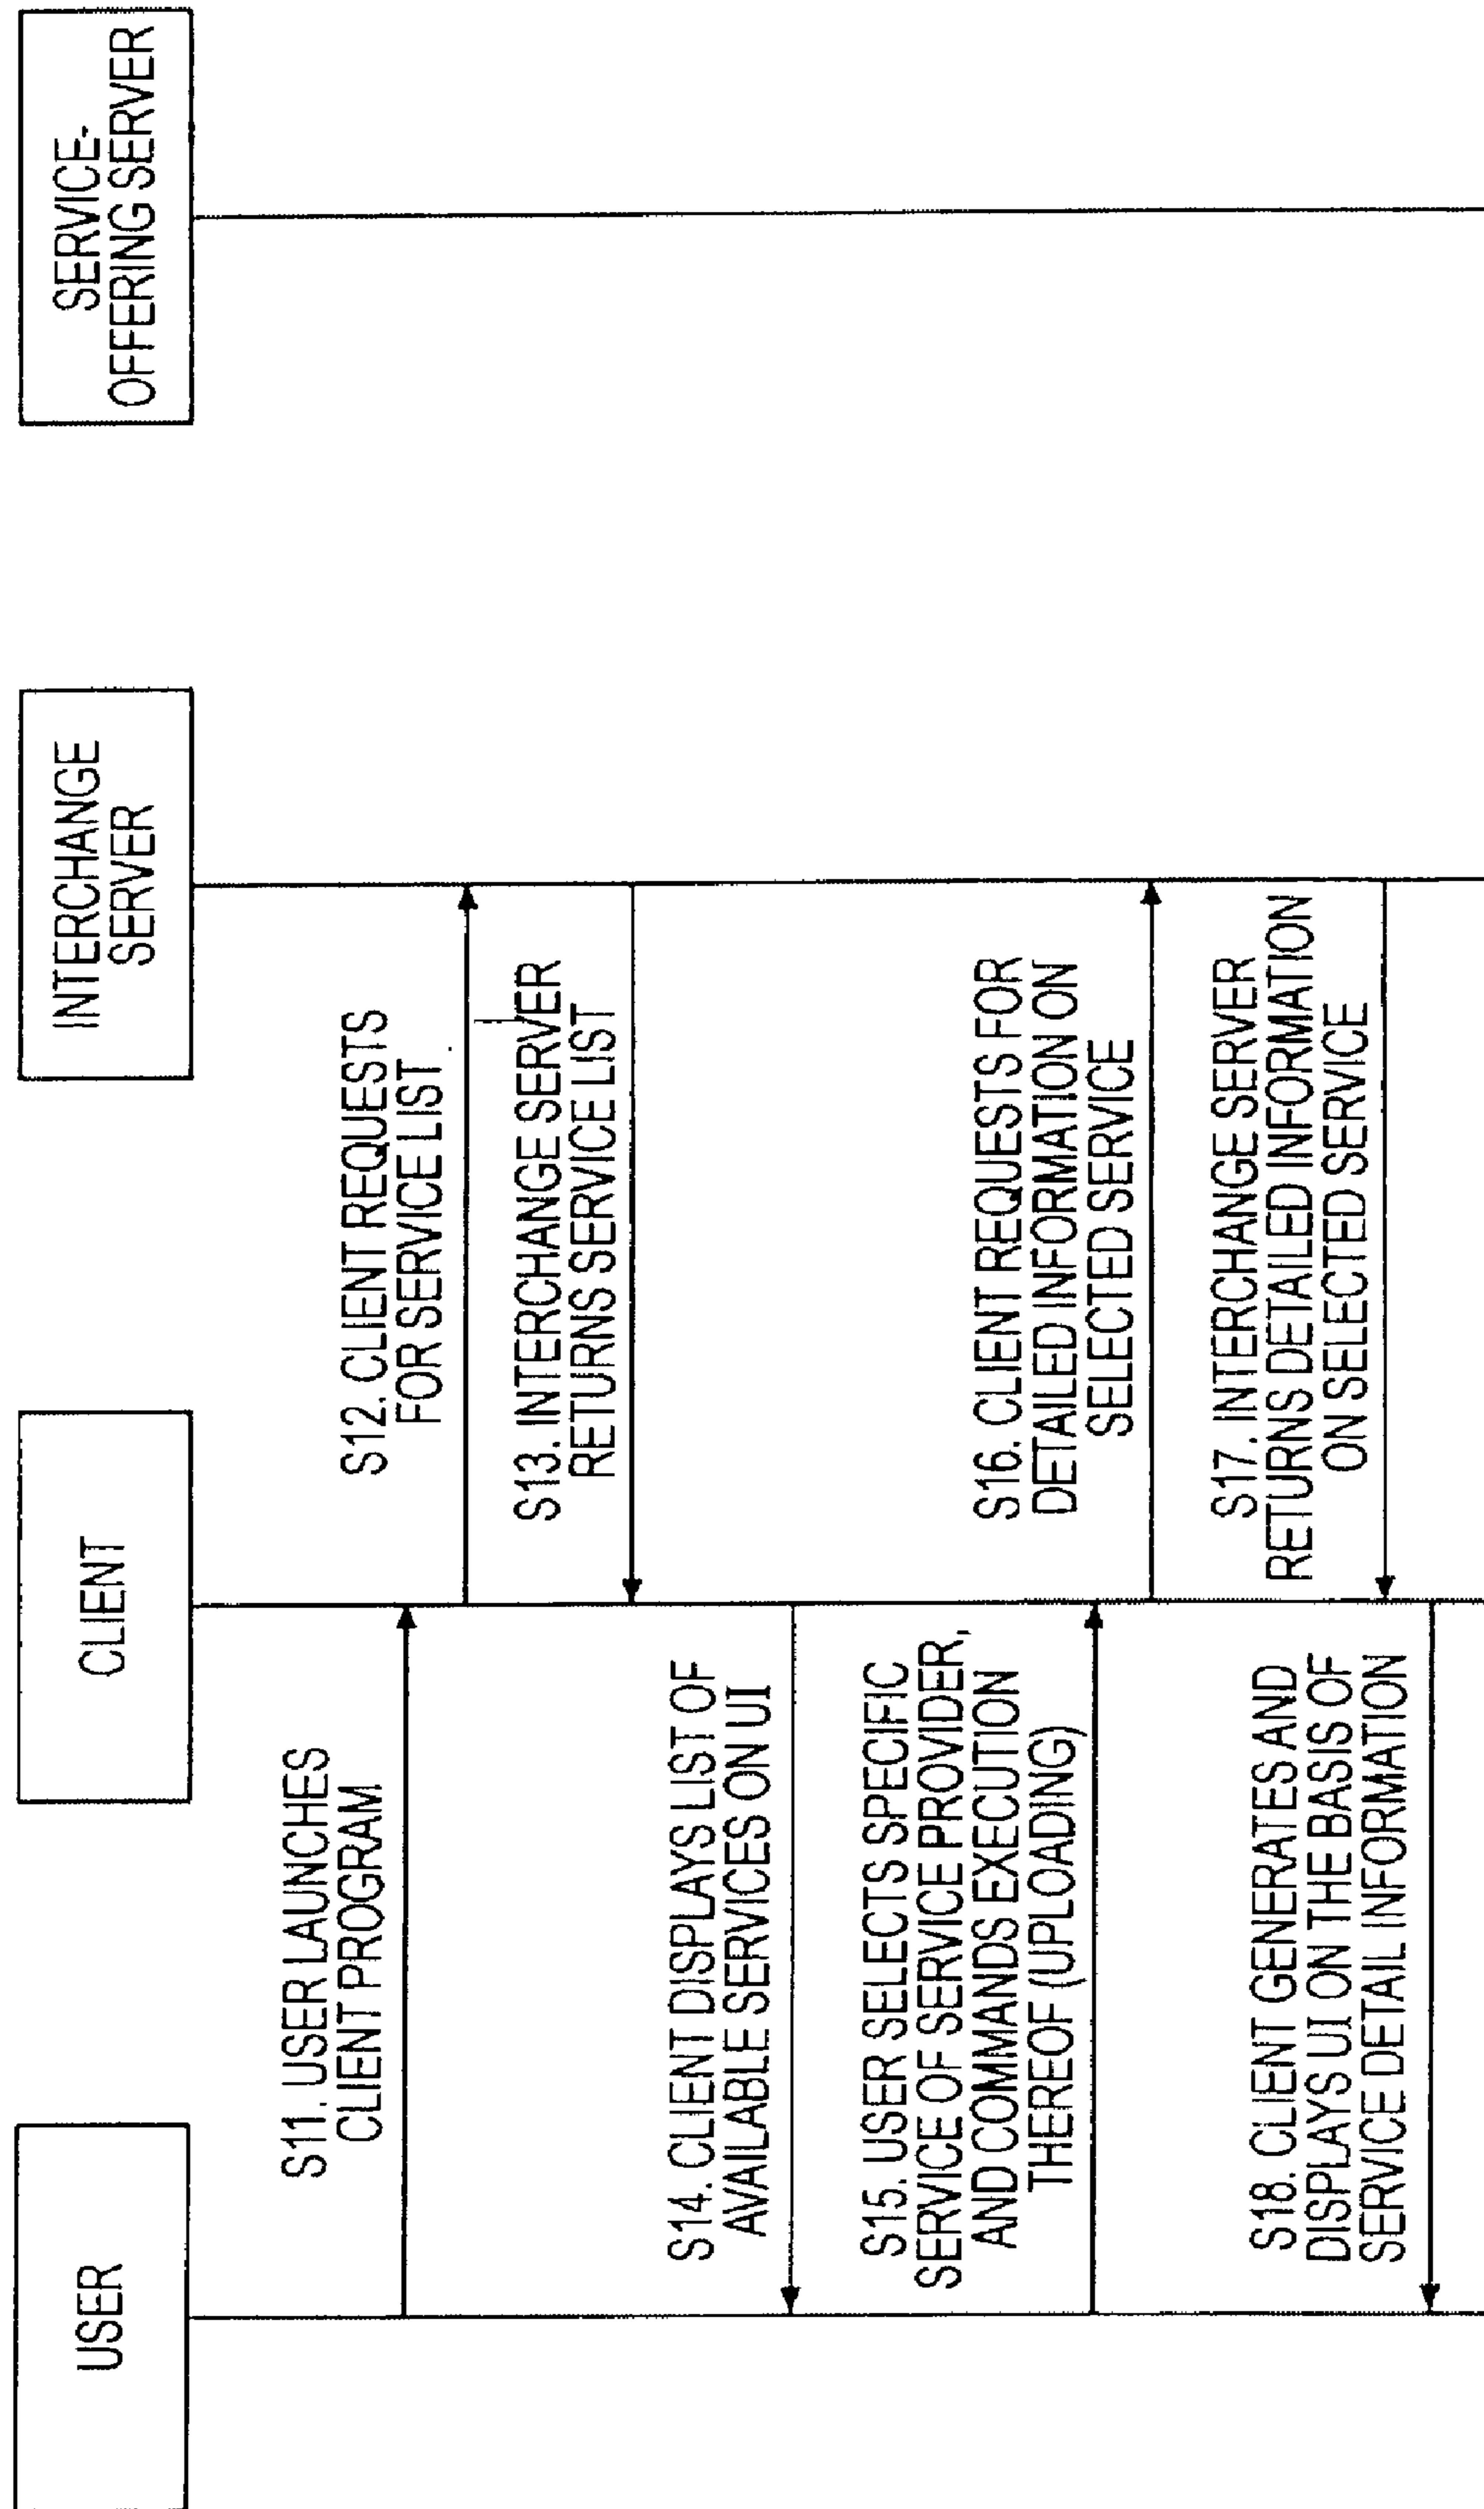 USER
CLIENT
INTERCHANGE
SERVER
SERVICE-
OFFERING SERVER
S11. USER LAUNCHES
CLIENT PROGRAM
S12. CLIENT REQUESTS
FOR SERVICE LIST
S13. INTERCHANGE SERVER
RETURNS SERVICE LIST
S14. CLIENT DISPLAYS LIST OF
AVAILABLE SERVICES ON UI
S15. USER SELECTS SPECIFIC
SERVICE OF SERVICE PROVIDER,
AND COMMANDS EXECUTION
THEREOF (UPLOADING)
S16. CLIENT REQUESTS FOR
DETAILED INFORMATION ON
SELECTED SERVICE
S17. INTERCHANGE SERVER
RETURNS DETAILED INFORMATION
ON SELECTED SERVICE
S18. CLIENT GENERATES AND
DISPLAYS UI ON THE BASIS OF
SERVICE DETAIL INFORMATION